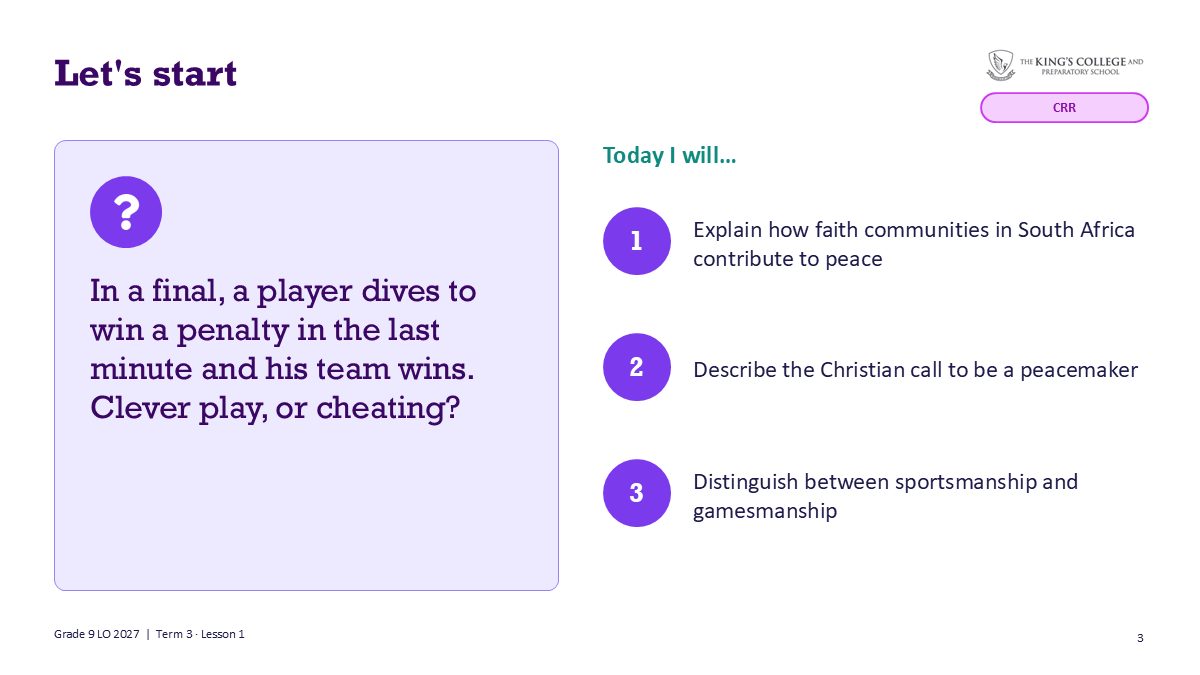 Let's start
THE KING'S COLLEGE AND
PREPARATORY SCHOOL
CRR
?
In a final, a player dives to
win a penalty in the last
minute and his team wins.
Clever play, or cheating?
Today I will...
1
Explain how faith communities in South Africa
contribute to peace
2
Describe the Christian call to be a peacemaker
3
Distinguish between sportsmanship and
gamesmanship
Grade 9 LO 2027 | Term 3 · Lesson 1
3